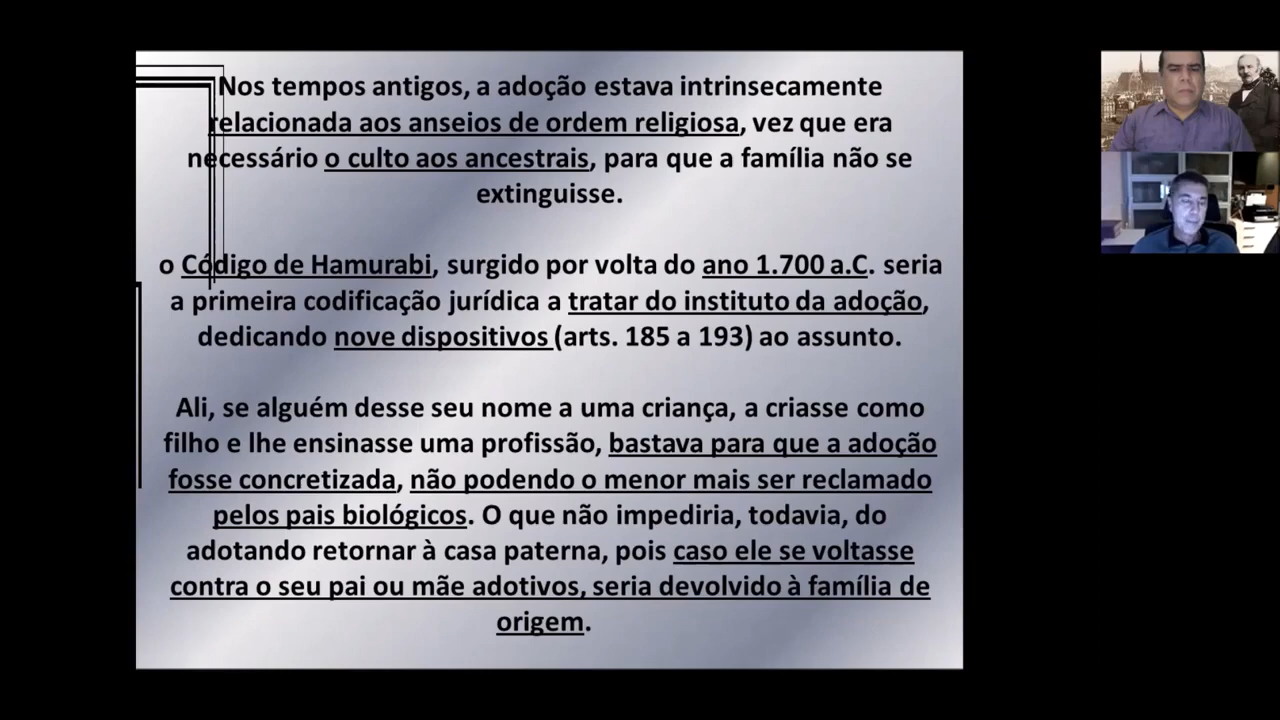 Nos tempos antigos, a adoção estava intrinsecamente
relacionada aos anseios de ordem religiosa, vez que era
necessário o culto aos ancestrais, para que a família não se
extinguisse.
o Código de Hamurabi, surgido por volta do ano 1.700 a.C. seria
a primeira codificação jurídica a tratar do instituto da adoção,
dedicando nove dispositivos (arts. 185 a 193) ao assunto.
Ali, se alguém desse seu nome a uma criança, a criasse como
filho e lhe ensinasse uma profissão, bastava para que a adoção
fosse concretizada, não podendo o menor mais ser reclamado
pelos pais biológicos. O que não impediria, todavia, do
adotando retornar à casa paterna, pois caso ele se voltasse
contra o seu pai ou mãe adotivos, seria devolvido à família de
origem.